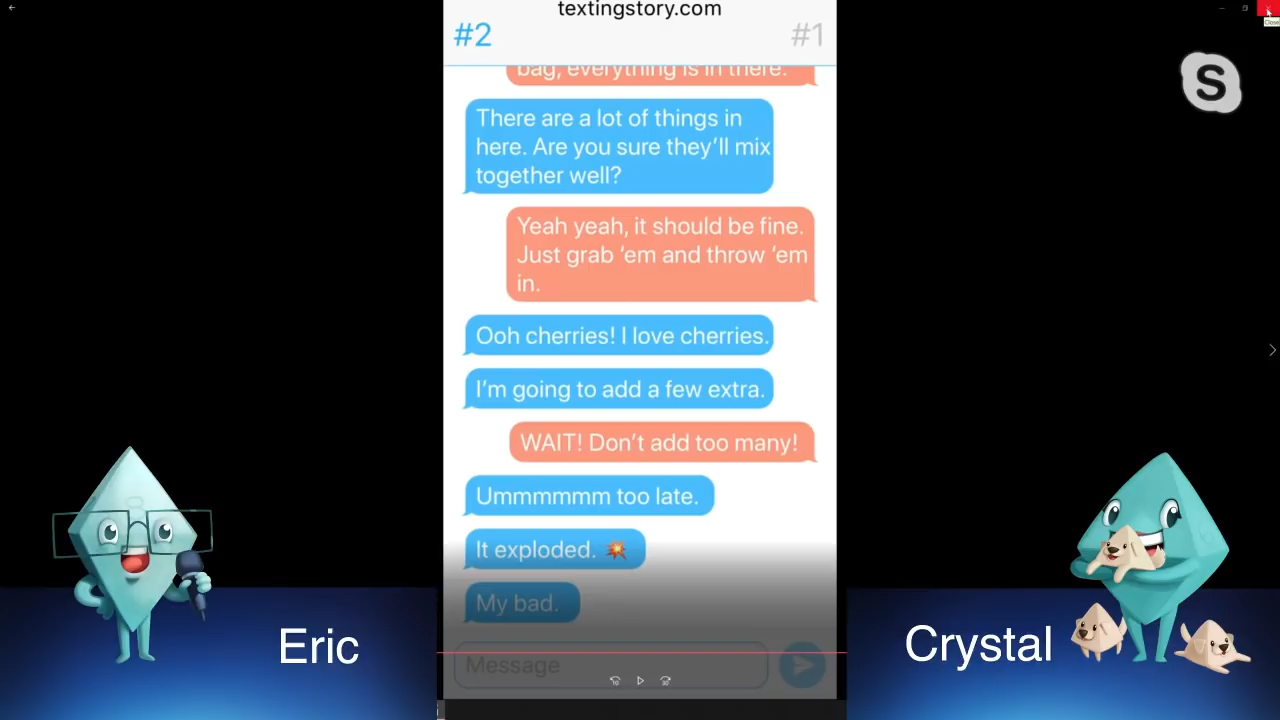 textingstory.com
#2
#1
bag, everything is in there.
There are a lot of things in
here. Are you sure they’ll mix
together well?
Yeah yeah, it should be fine.
Just grab ‘em and throw ‘em
in.
Ooh cherries! I love cherries.
I’m going to add a few extra.
WAIT! Don’t add too many!
Ummmmmm too late.
It exploded. 💥
My bad.
Message
Eric
Crystal
S
Close
10
30